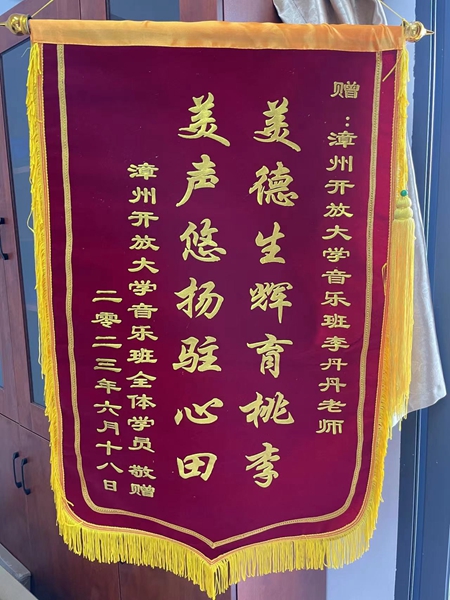 赠：漳州开放大学音乐班李丹丹老师
美德生辉育桃李
美声悠扬驻心田
漳州开放大学音乐班全体学员 敬赠
二零二三年六月十八日